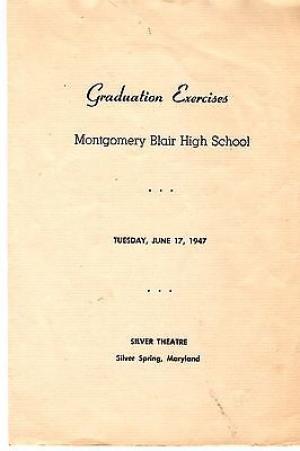 Graduation Exercises
Montgomery Blair High School
. . .
TUESDAY, JUNE 17, 1947
. . .
SILVER THEATRE
Silver Spring, Maryland